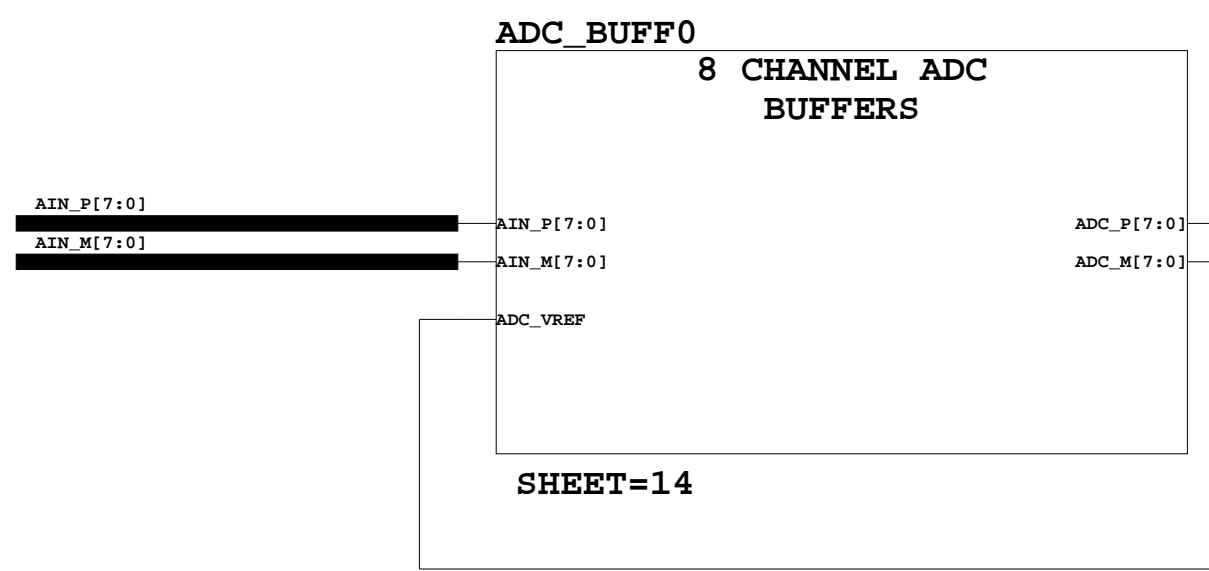 ADC_BUFF0
8 CHANNEL ADC
BUFFERS
AIN_P[7:0]
AIN_P[7:0]
ADC_P[7:0]
AIN_M[7:0]
AIN_M[7:0]
ADC_M[7:0]
ADC_VREF
SHEET=14